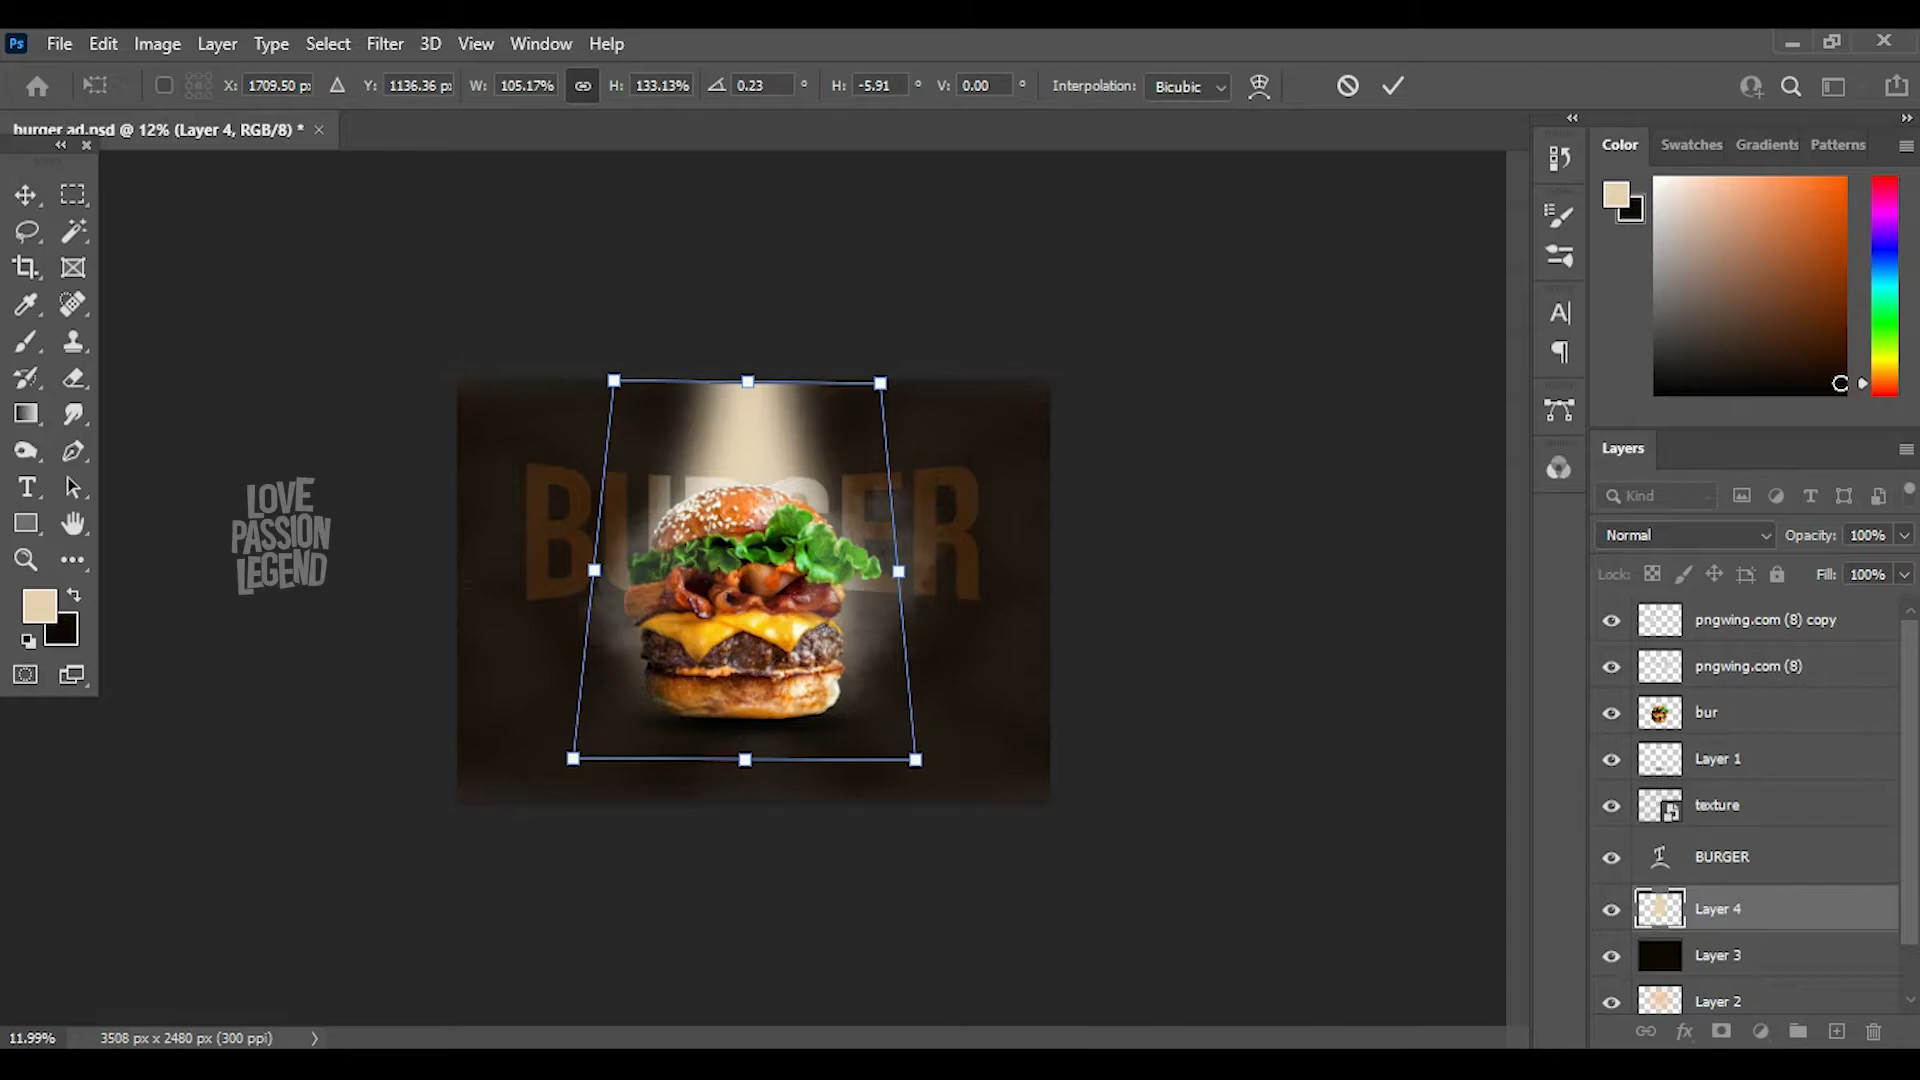 Ps File Edit Image Layer Type Select Filter 3D View Window Help
X: 1709.50 px Y: 1136.36 px W: 105.17% H: 133.13% 0.23 ° H: -5.91 ° V: 0.00 ° Interpolation: Bicubic
burger ad.psd @ 12% (Layer 4, RGB/8) *
Color Swatches Gradients Patterns
BURGER
LOVE
PASSION
LEGEND
Layers
Kind
Normal Opacity: 100%
Lock: Fill: 100%
pngwing.com (8) copy
pngwing.com (8)
bur
Layer 1
texture
BURGER
Layer 4
Layer 3
Layer 2
11.99% 3508 px x 2480 px (300 ppi)